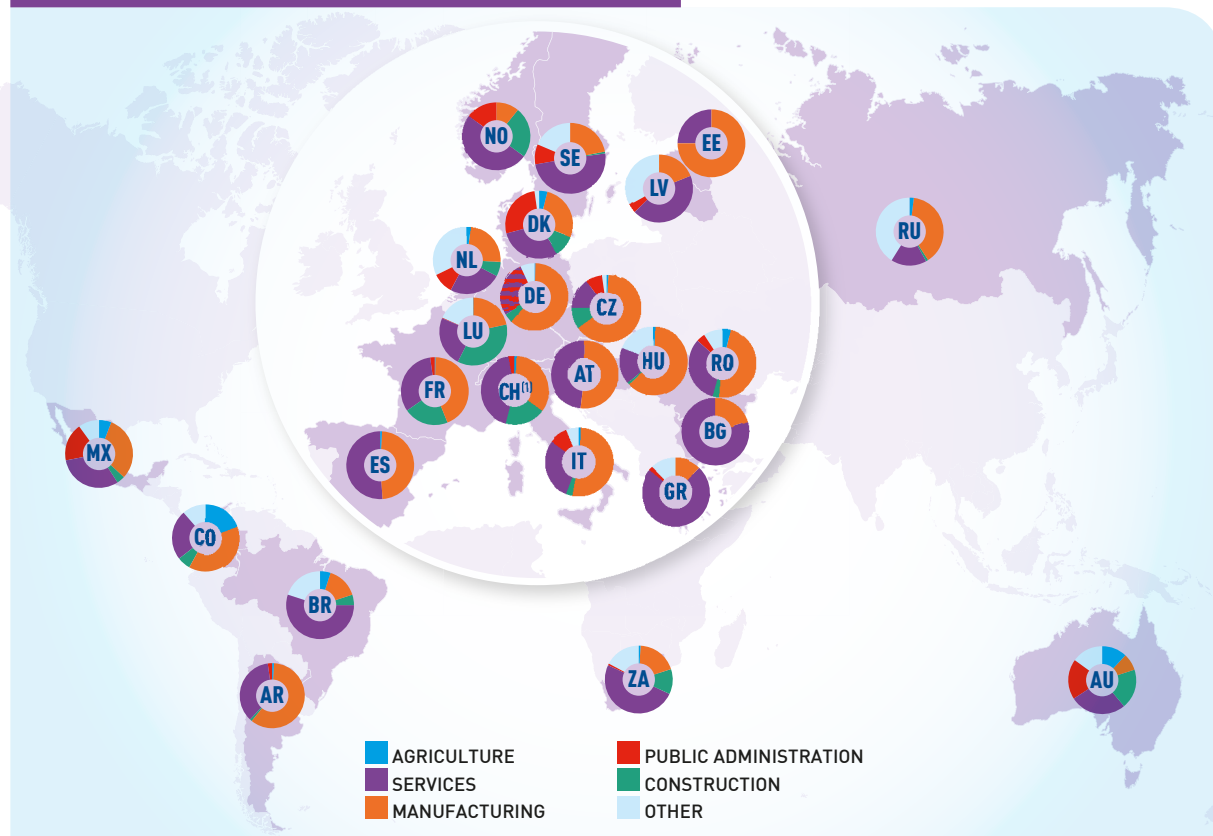 NO
SE
EE
LV
DK
RU
NL
DE
CZ
LU
HU
RO
AT
FR
CH(1)
BG
MX
ES
IT
GR
CO
BR
ZA
AU
AR
AGRICULTURE
PUBLIC ADMINISTRATION
SERVICES
CONSTRUCTION
MANUFACTURING
OTHER